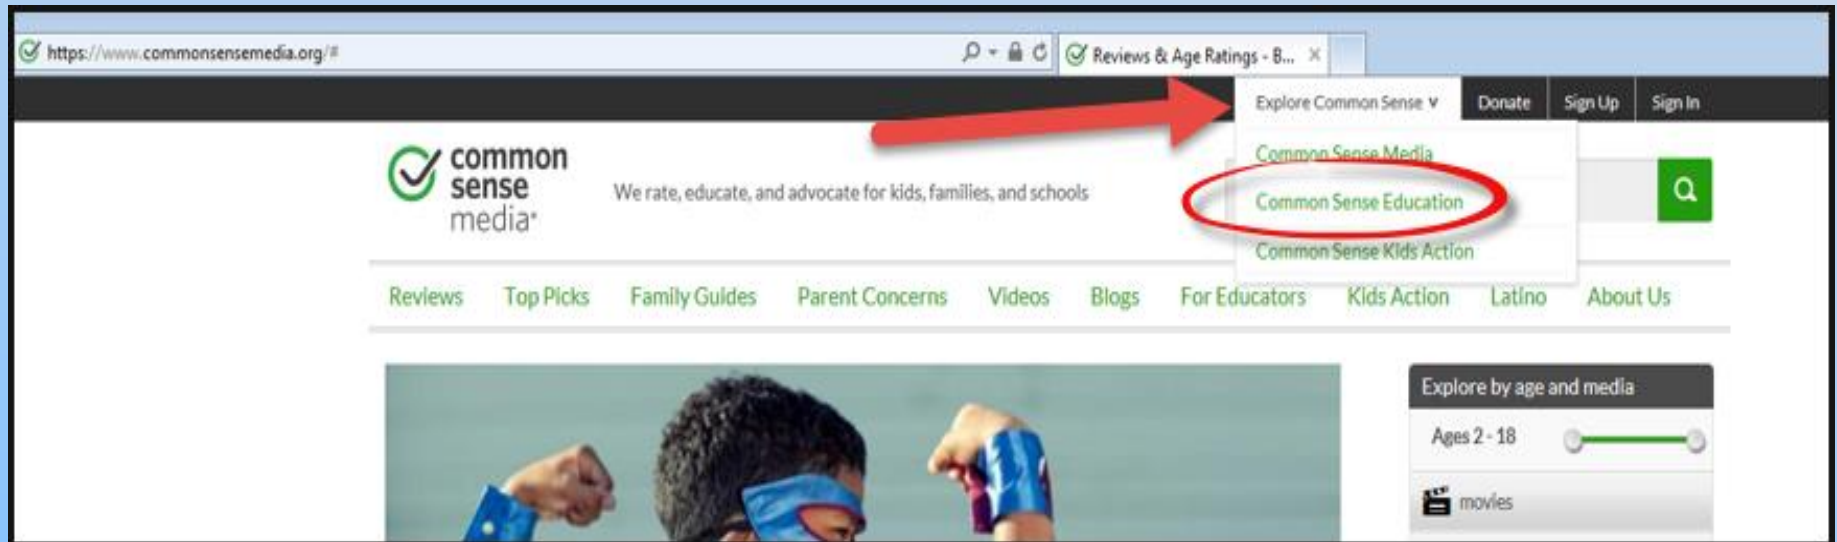 https://www.commonsensemedia.org/#
Reviews & Age Ratings - B...
Explore Common Sense v
Donate
Sign Up
Sign In
Common Sense Media
Common Sense Education
Common Sense Kids Action
common
sense
media
We rate, educate, and advocate for kids, families, and schools
Reviews Top Picks Family Guides Parent Concerns Videos Blogs For Educators Kids Action Latino About Us
Explore by age and media
Ages 2 - 18
movies